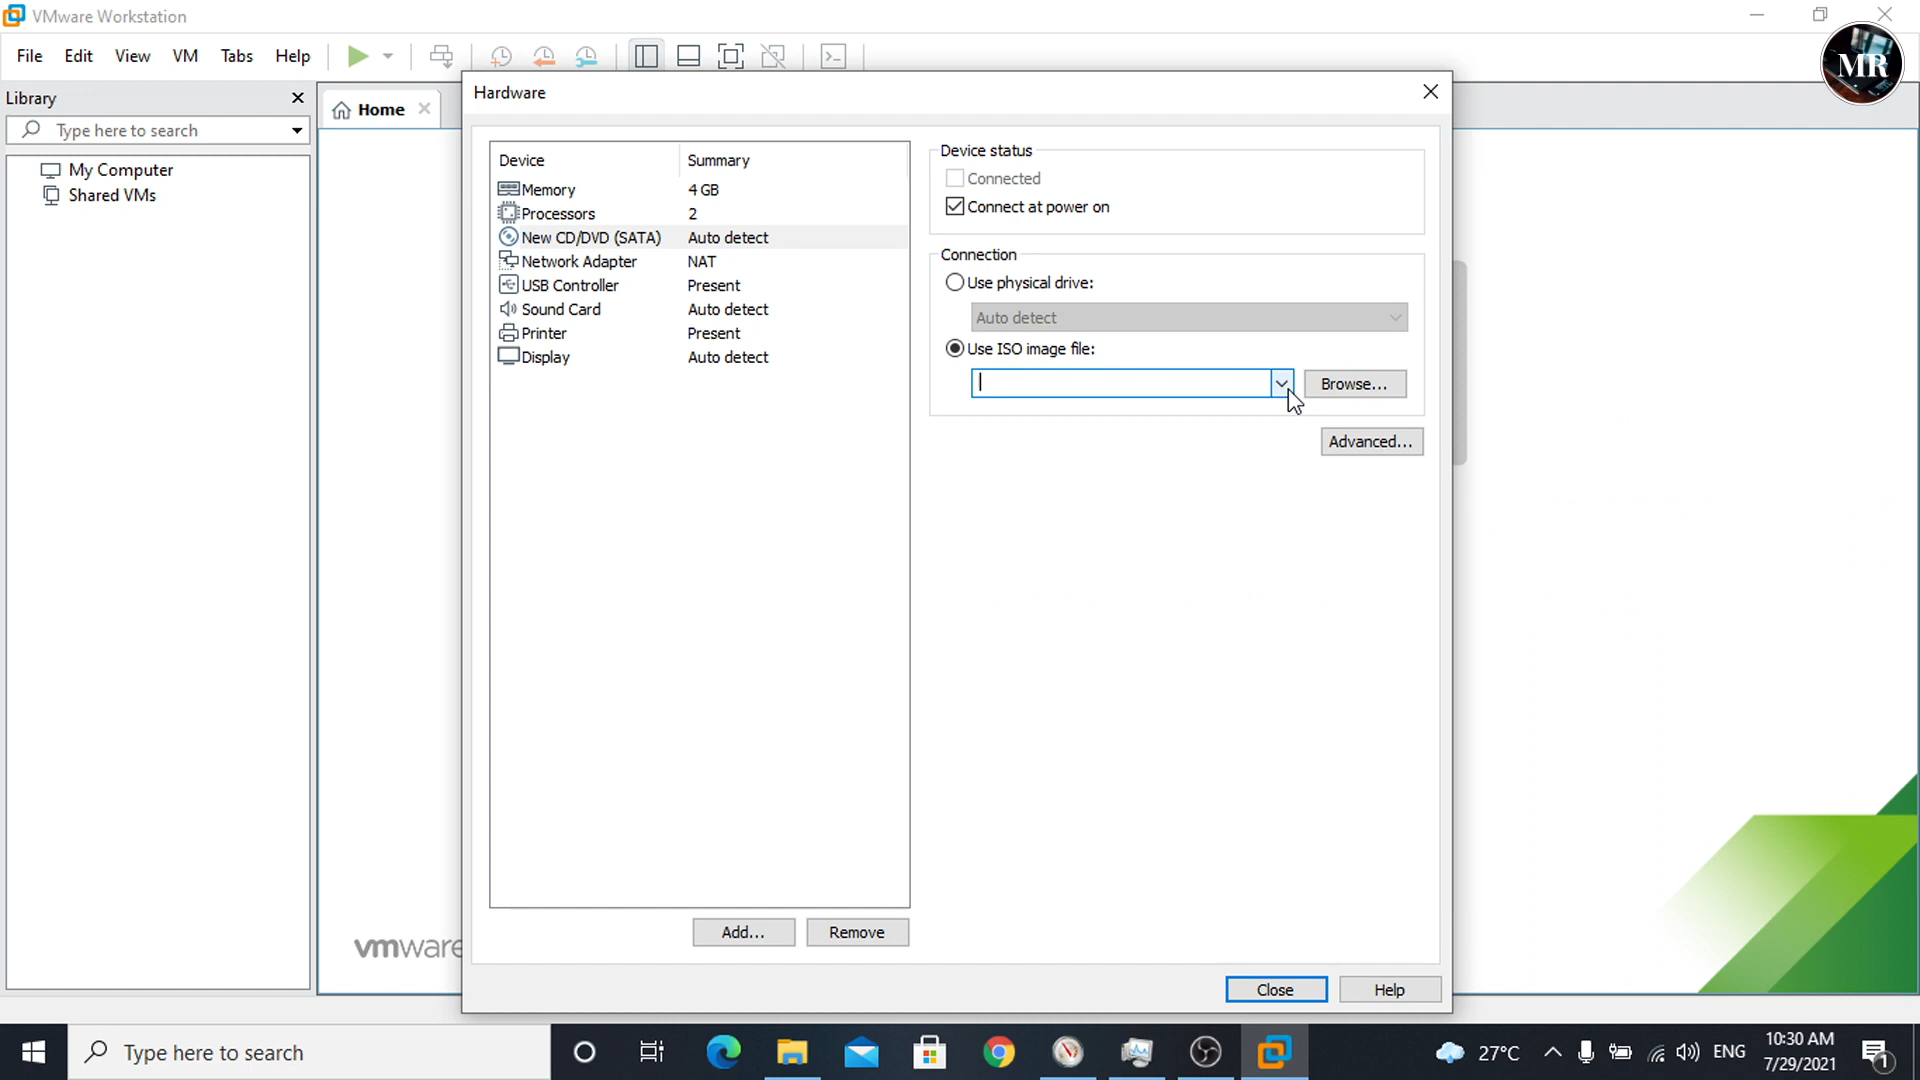 VMware Workstation
File Edit View VM Tabs Help
MR
Library
Type here to search
My Computer
Shared VMs
Home
Hardware
Device Summary
Memory 4 GB
Processors 2
New CD/DVD (SATA) Auto detect
Network Adapter NAT
USB Controller Present
Sound Card Auto detect
Printer Present
Display Auto detect
Add... Remove
Device status
Connected
Connect at power on
Connection
Use physical drive:
Auto detect
Use ISO image file:
Browse...
Advanced...
Close Help
vmware
Type here to search
27°C
ENG
10:30 AM
7/29/2021
1